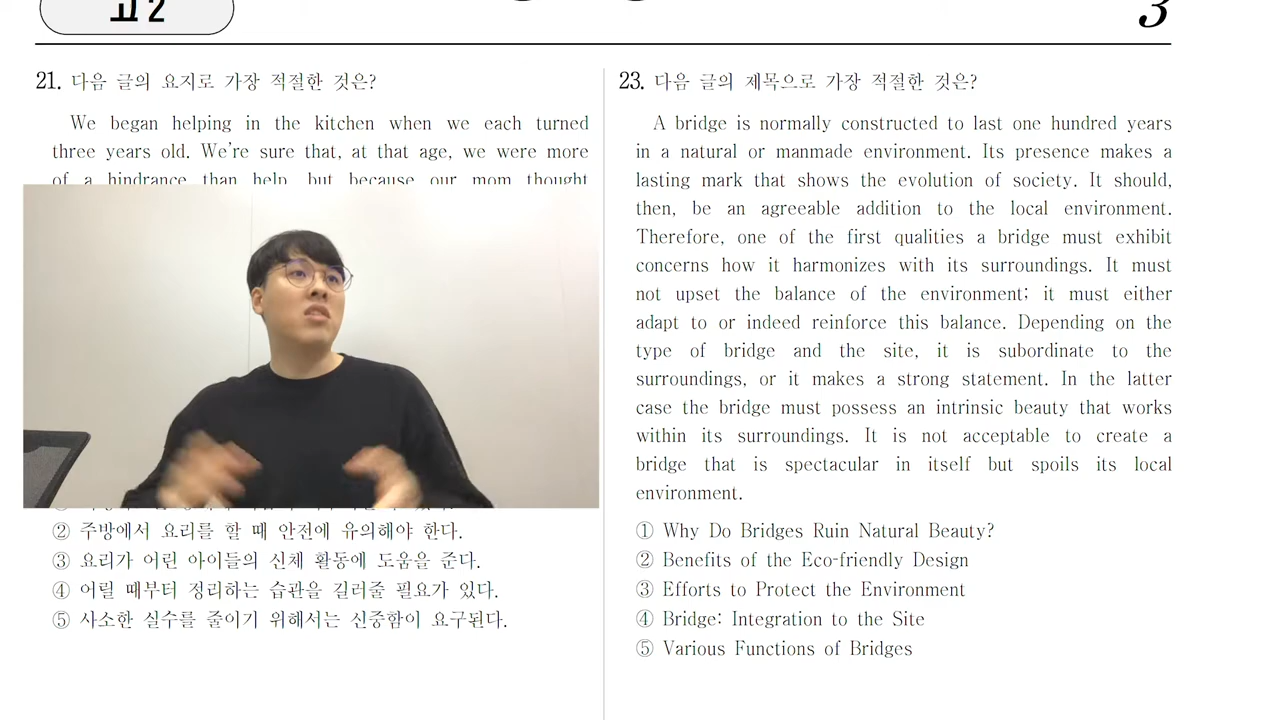 고2
3
21. 다음 글의 요지로 가장 적절한 것은?
We began helping in the kitchen when we each turned
three years old. We're sure that, at that age, we were more
of a hindrance than help, but because our mom thought
② 주방에서 요리를 할 때 안전에 유의해야 한다.
③ 요리가 어린 아이들의 신체 활동에 도움을 준다.
④ 어릴 때부터 정리하는 습관을 길러줄 필요가 있다.
⑤ 사소한 실수를 줄이기 위해서는 신중함이 요구된다.
23. 다음 글의 제목으로 가장 적절한 것은?
A bridge is normally constructed to last one hundred years
in a natural or manmade environment. Its presence makes a
lasting mark that shows the evolution of society. It should,
then, be an agreeable addition to the local environment.
Therefore, one of the first qualities a bridge must exhibit
concerns how it harmonizes with its surroundings. It must
not upset the balance of the environment; it must either
adapt to or indeed reinforce this balance. Depending on the
type of bridge and the site, it is subordinate to the
surroundings, or it makes a strong statement. In the latter
case the bridge must possess an intrinsic beauty that works
within its surroundings. It is not acceptable to create a
bridge that is spectacular in itself but spoils its local
environment.
① Why Do Bridges Ruin Natural Beauty?
② Benefits of the Eco-friendly Design
③ Efforts to Protect the Environment
④ Bridge: Integration to the Site
⑤ Various Functions of Bridges